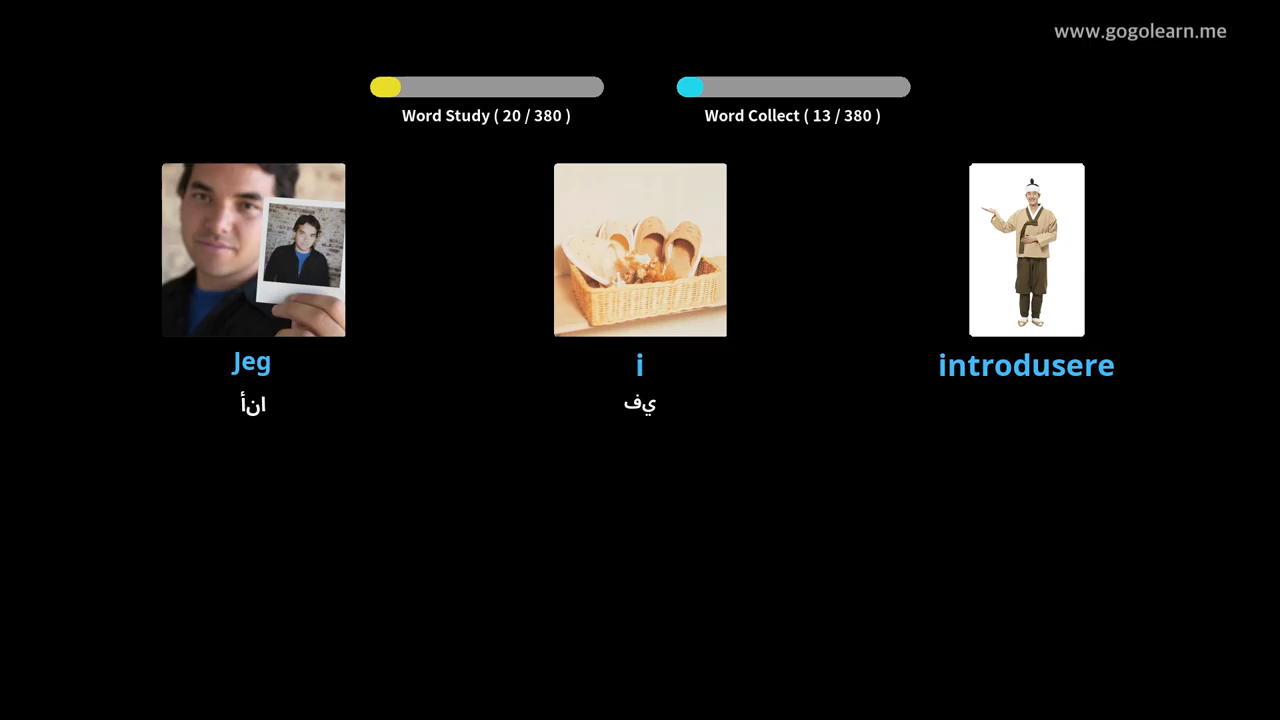 www.gogolearn.me
Word Study ( 20 / 380 )
Word Collect ( 13 / 380 )
Jeg
i
introdusere
انأ
يف